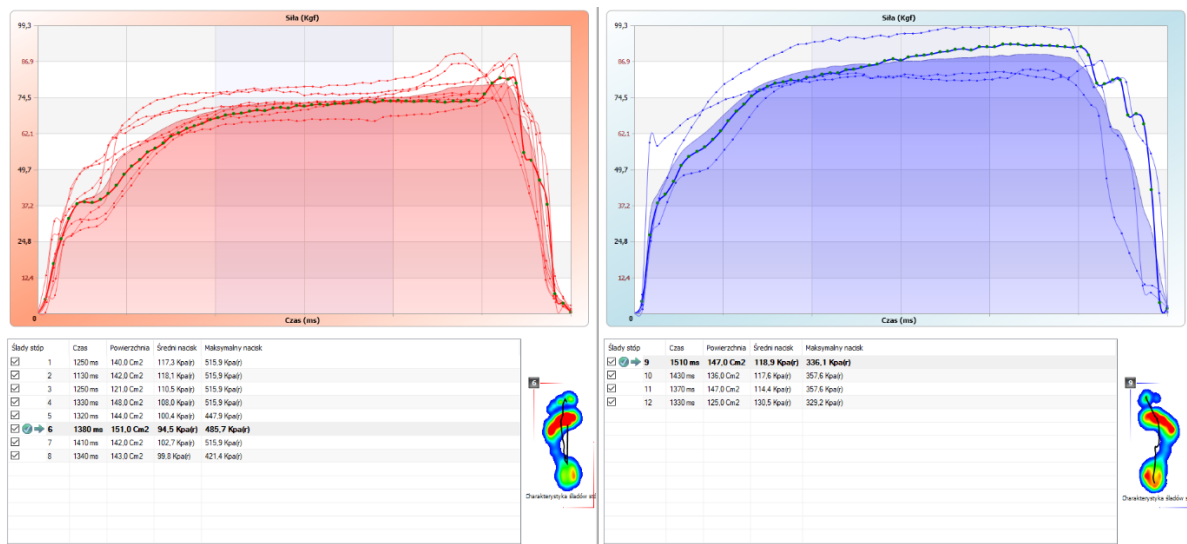 Siła (Kgf)
99,3
86,9
74,5
62,1
49,7
37,2
24,8
12,4
0
Czas (ms)
Ślady stóp Czas Powierzchnia Średni nacisk Maksymalny nacisk
1 1250 ms 140,0 Cm2 117,3 Kpa(r) 515,9 Kpa(r)
2 1130 ms 142,0 Cm2 118,1 Kpa(r) 515,9 Kpa(r)
3 1250 ms 121,0 Cm2 110,5 Kpa(r) 515,9 Kpa(r)
4 1330 ms 148,0 Cm2 108,0 Kpa(r) 515,9 Kpa(r)
5 1320 ms 144,0 Cm2 100,4 Kpa(r) 447,9 Kpa(r)
6 1380 ms 151,0 Cm2 94,5 Kpa(r) 485,7 Kpa(r)
7 1410 ms 142,0 Cm2 102,7 Kpa(r) 515,9 Kpa(r)
8 1340 ms 143,0 Cm2 99,8 Kpa(r) 421,4 Kpa(r)
6
Charakterystyka śladów stó
Siła (Kgf)
99,3
86,9
74,5
62,1
49,7
37,2
24,8
12,4
0
Czas (ms)
Ślady stóp Czas Powierzchnia Średni nacisk Maksymalny nacisk
9 1510 ms 147,0 Cm2 118,9 Kpa(r) 336,1 Kpa(r)
10 1430 ms 136,0 Cm2 117,6 Kpa(r) 357,6 Kpa(r)
11 1370 ms 147,0 Cm2 114,4 Kpa(r) 357,6 Kpa(r)
12 1330 ms 125,0 Cm2 130,5 Kpa(r) 329,2 Kpa(r)
9
Charakterystyka śladów st